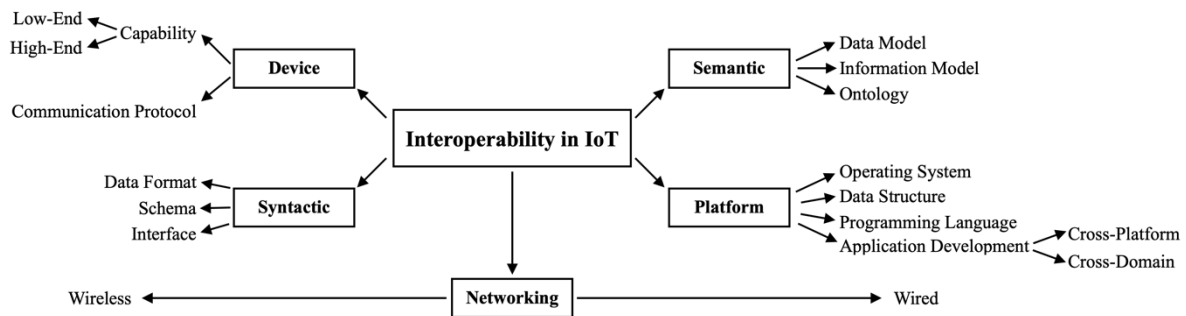 Low-End
High-End
Capability
Device
Communication Protocol
Semantic
Data Model
Information Model
Ontology
Interoperability in IoT
Data Format
Schema
Interface
Syntactic
Platform
Operating System
Data Structure
Programming Language
Application Development
Cross-Platform
Cross-Domain
Wireless
Networking
Wired